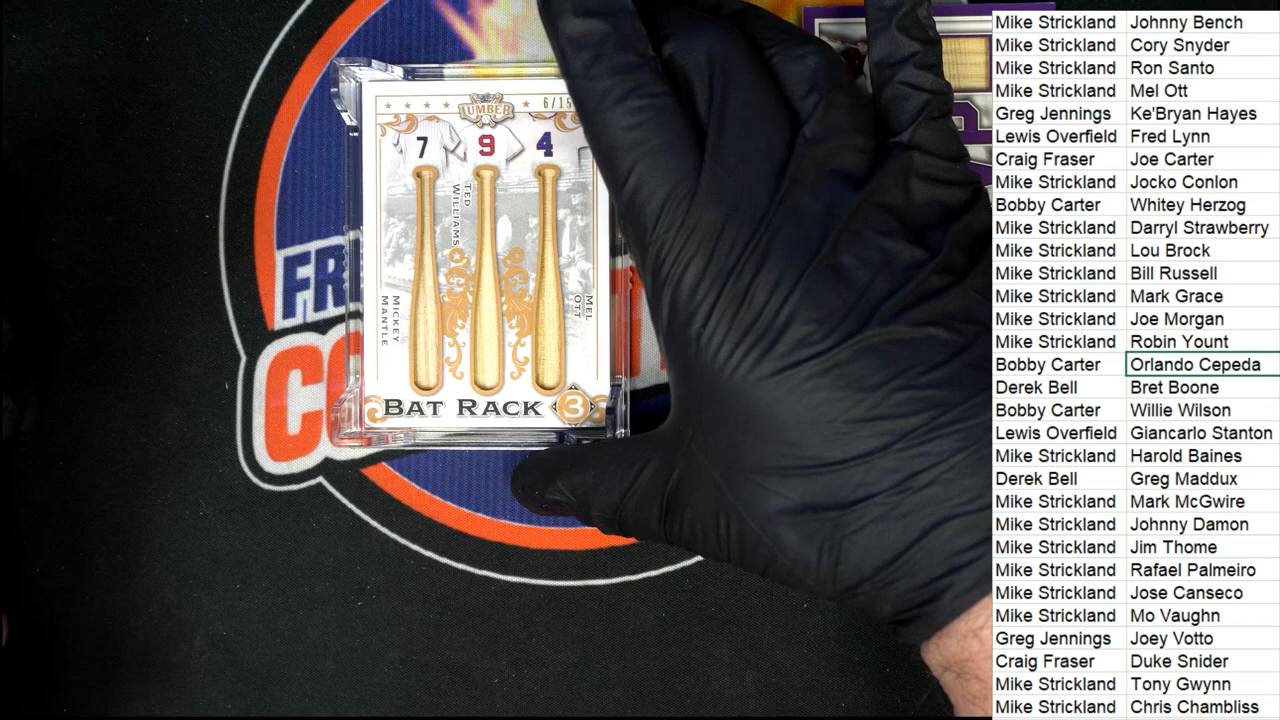 LUMBER
6/15
7 9 4
TED
WILLIAMS
MICKEY
MANTLE
MEL
OTT
BAT RACK 3
FR
CO
Mike Strickland Johnny Bench
Mike Strickland Cory Snyder
Mike Strickland Ron Santo
Mike Strickland Mel Ott
Greg Jennings Ke'Bryan Hayes
Lewis Overfield Fred Lynn
Craig Fraser Joe Carter
Mike Strickland Jocko Conlon
Bobby Carter Whitey Herzog
Mike Strickland Darryl Strawberry
Mike Strickland Lou Brock
Mike Strickland Bill Russell
Mike Strickland Mark Grace
Mike Strickland Joe Morgan
Mike Strickland Robin Yount
Bobby Carter Orlando Cepeda
Derek Bell Bret Boone
Bobby Carter Willie Wilson
Lewis Overfield Giancarlo Stanton
Mike Strickland Harold Baines
Derek Bell Greg Maddux
Mike Strickland Mark McGwire
Mike Strickland Johnny Damon
Mike Strickland Jim Thome
Mike Strickland Rafael Palmeiro
Mike Strickland Jose Canseco
Mike Strickland Mo Vaughn
Greg Jennings Joey Votto
Craig Fraser Duke Snider
Mike Strickland Tony Gwynn
Mike Strickland Chris Chambliss